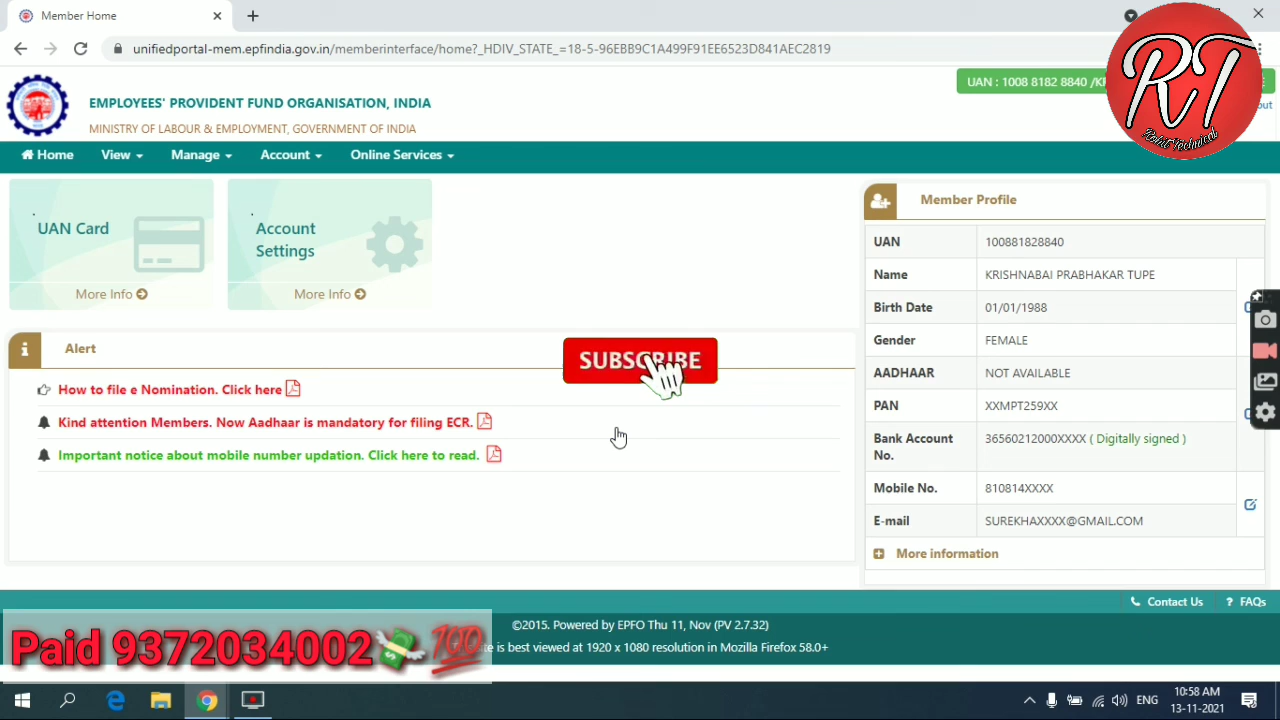 Member Home
unifiedportal-mem.epfindia.gov.in/memberinterface/home?_HDIV_STATE_=18-5-96EBB9C1A499F91EE6523D841AEC2819
RT
Rohit Technical
UAN : 1008 8182 8840 /KR
EMPLOYEES' PROVIDENT FUND ORGANISATION, INDIA
MINISTRY OF LABOUR & EMPLOYMENT, GOVERNMENT OF INDIA
Home View Manage Account Online Services
UAN Card
More Info
Account
Settings
More Info
Alert
SUBSCRIBE
How to file e Nomination. Click here
Kind attention Members. Now Aadhaar is mandatory for filing ECR.
Important notice about mobile number updation. Click here to read.
Member Profile
UAN 100881828840
Name KRISHNABAI PRABHAKAR TUPE
Birth Date 01/01/1988
Gender FEMALE
AADHAAR NOT AVAILABLE
PAN XXMPT259XX
Bank Account No. 36560212000XXXX ( Digitally signed )
Mobile No. 810814XXXX
E-mail SUREKHAXXXX@GMAIL.COM
More information
Contact Us ? FAQs
©2015. Powered by EPFO Thu 11, Nov (PV 2.7.32)
is best viewed at 1920 x 1080 resolution in Mozilla Firefox 58.0+
Paid 9372034002💸💯
ENG
10:58 AM
13-11-2021